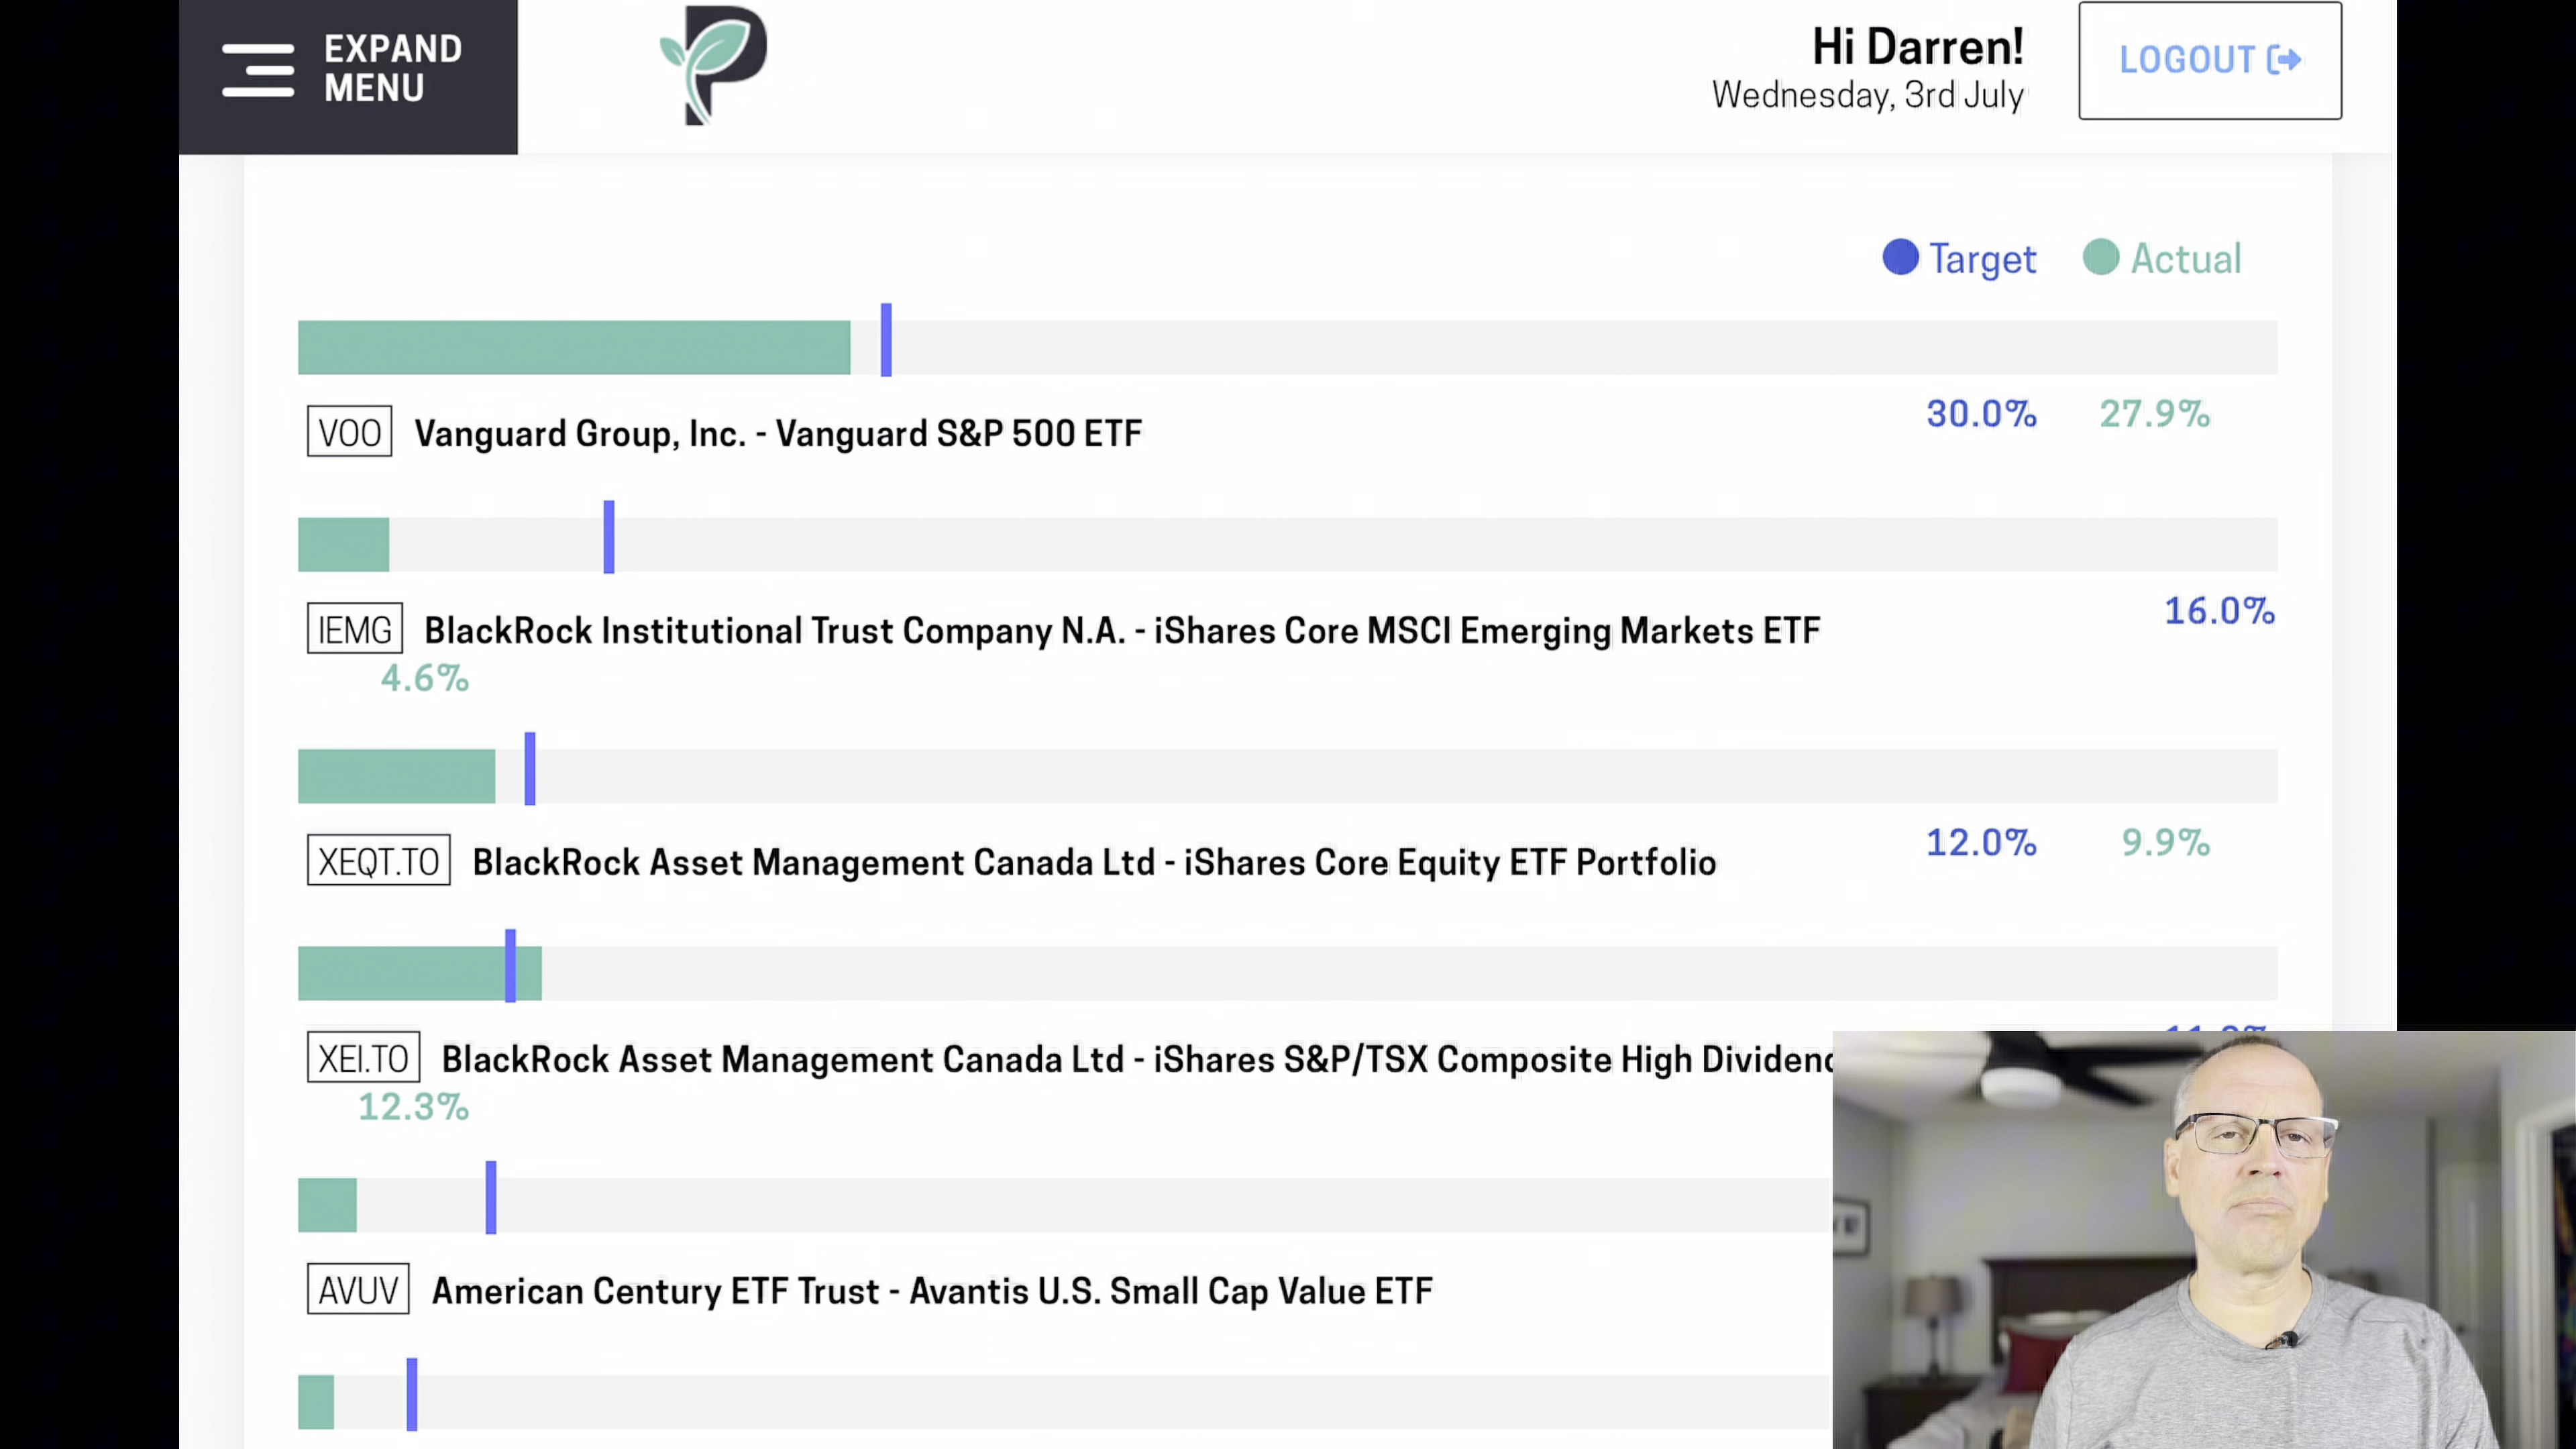 EXPAND
MENU
Hi Darren!
Wednesday, 3rd July
LOGOUT
Target
Actual
30.0%
27.9%
VOO
Vanguard Group, Inc. - Vanguard S&P 500 ETF
16.0%
IEMG
BlackRock Institutional Trust Company N.A. - iShares Core MSCI Emerging Markets ETF
4.6%
12.0%
9.9%
XEQT.TO
BlackRock Asset Management Canada Ltd - iShares Core Equity ETF Portfolio
XEI.TO
BlackRock Asset Management Canada Ltd - iShares S&P/TSX Composite High
12.3%
AVUV
American Century ETF Trust - Avantis U.S. Small Cap Value ETF